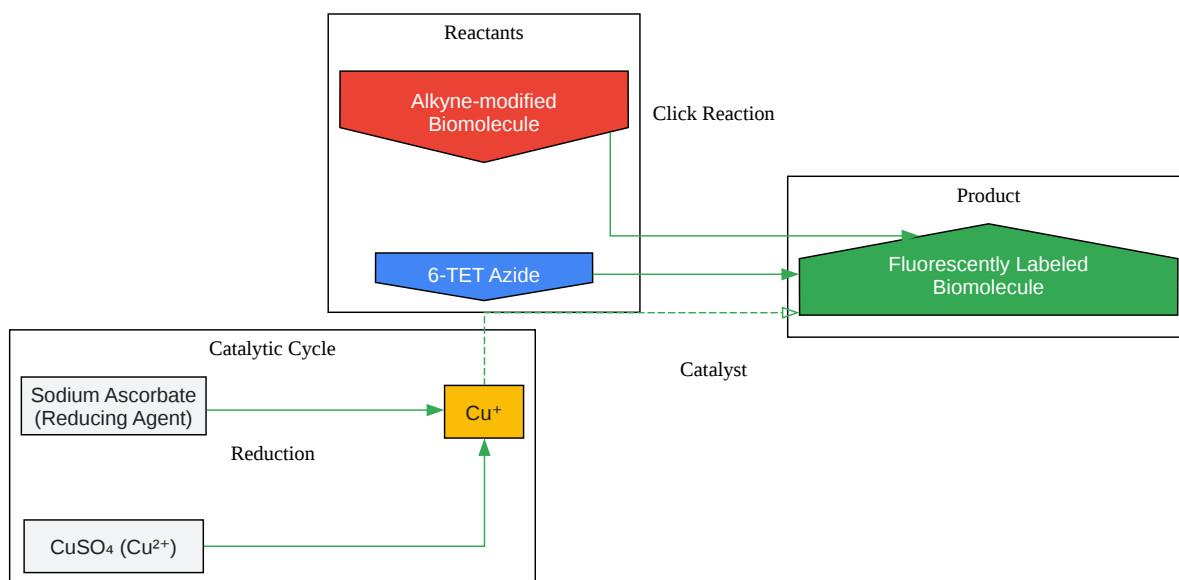 Reactants
Alkyne-modified
Biomolecule
Click Reaction
Product
6-TET Azide
Fluorescently Labeled
Biomolecule
Catalytic Cycle
Catalyst
Sodium Ascorbate
(Reducing Agent)
Cu⁺
Reduction
CuSO₄ (Cu²⁺)